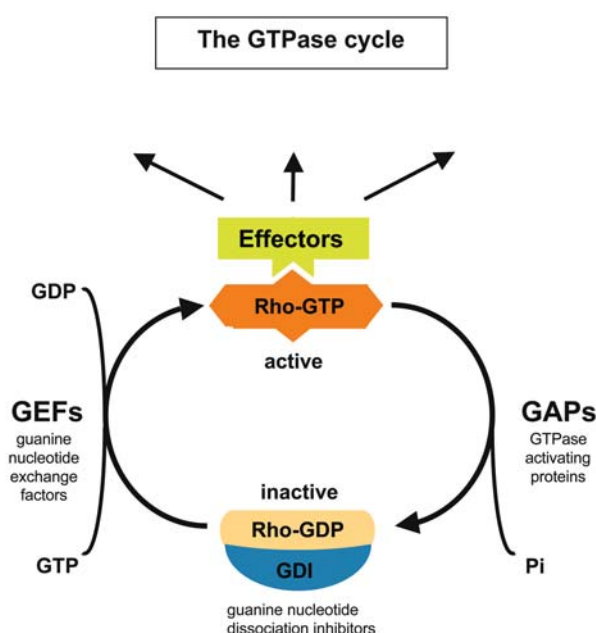 The GTPase cycle
Effectors
GDP
Rho-GTP
active
GEFs
guanine
nucleotide
exchange
factors
GAPs
GTPase
activating
proteins
inactive
Rho-GDP
GTP
GDI
Pi
guanine nucleotide
dissociation inhibitors